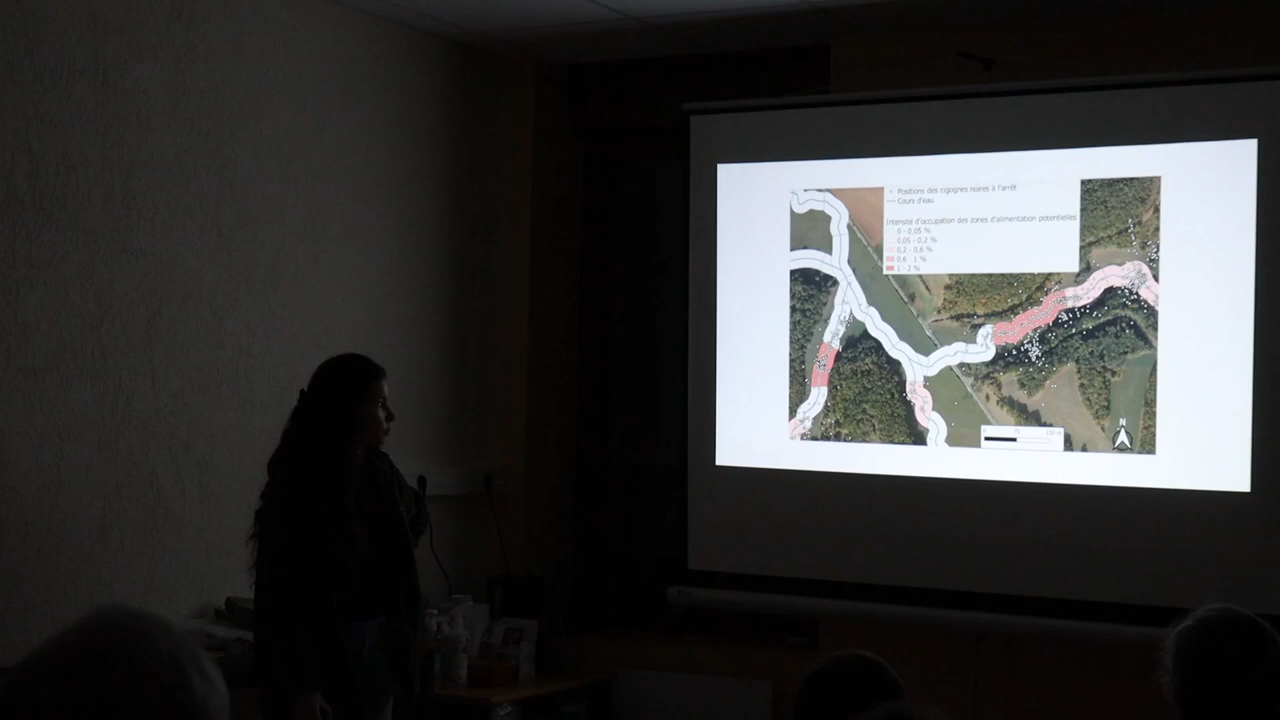 Positions des cigognes noires à l'arrêt
Cours d'eau
Intensité d'occupation des zones d'alimentation potentielles
0 - 0,05 %
0,05 - 0,2 %
0,2 - 0,6 %
0,6 - 1 %
1 - 2 %
N